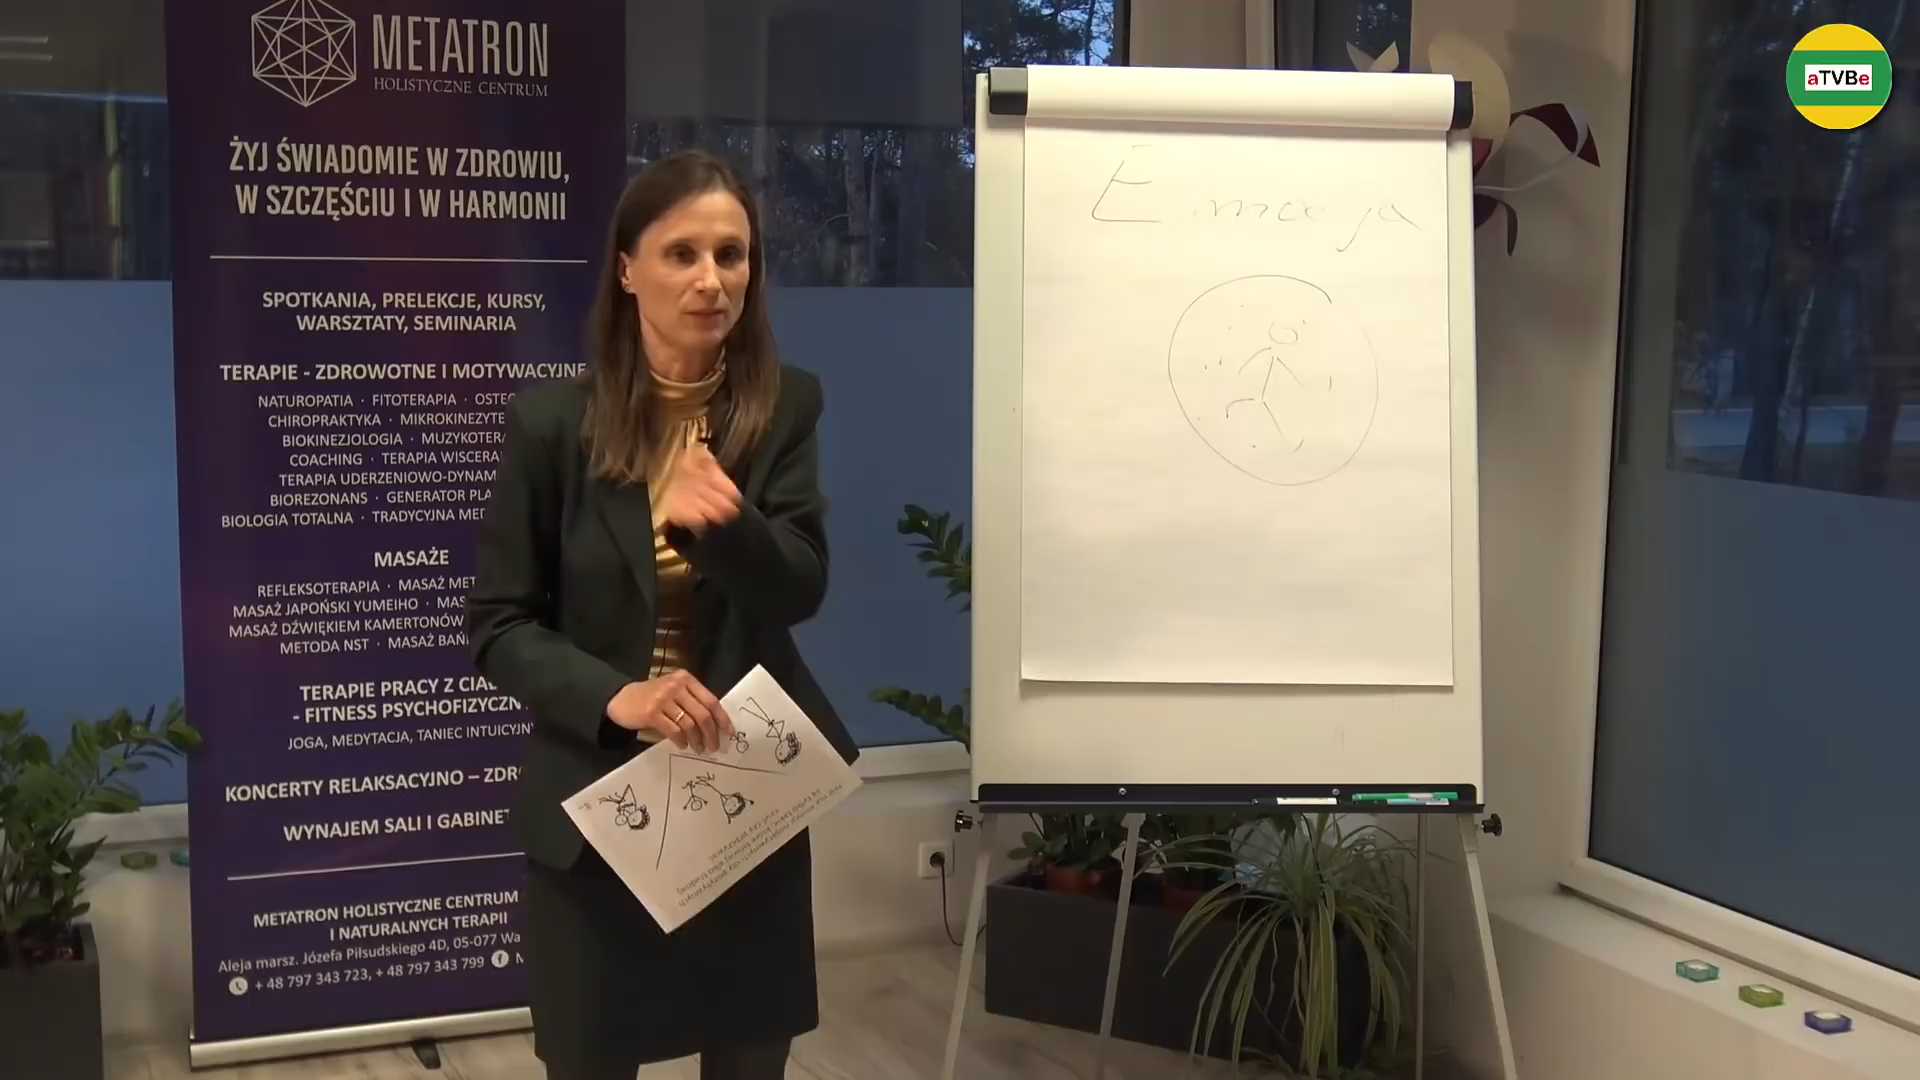 METATRON
HOLISTYCZNE CENTRUM
ŻYJ ŚWIADOMIE W ZDROWIU,
W SZCZĘŚCIU I W HARMONII
SPOTKANIA, PRELEKCJE, KURSY,
WARSZTATY, SEMINARIA
TERAPIE - ZDROWOTNE I MOTYWACYJNE
NATUROPATIA · FITOTERAPIA · OSTEO
CHIROPRAKTYKA · MIKROKINEZYTE
BIOKINEZJOLOGIA · MUZYKOTER
COACHING · TERAPIA WISCERA
TERAPIA UDERZENIOWO-DYNAM
BIOREZONANS · GENERATOR PLA
BIOLOGIA TOTALNA · TRADYCYJNA MED
MASAŻE
REFLEKSOTERAPIA · MASAŻ MET
MASAŻ JAPOŃSKI YUMEIHO · MAS
MASAŻ DŹWIĘKIEM KAMERTONÓW
METODA NST · MASAŻ BAŃ
TERAPIE PRACY Z CIAŁ
- FITNESS PSYCHOFIZYCZN
JOGA, MEDYTACJA, TANIEC INTUICYJN
KONCERTY RELAKSACYJNO – ZDR
WYNAJEM SALI I GABINET
METATRON HOLISTYCZNE CENTRUM
I NATURALNYCH TERAPII
Aleja marsz. Józefa Piłsudskiego 4D, 05-077 Wa
+ 48 797 343 723, + 48 797 343 799 f M
Emocja
aTVBe